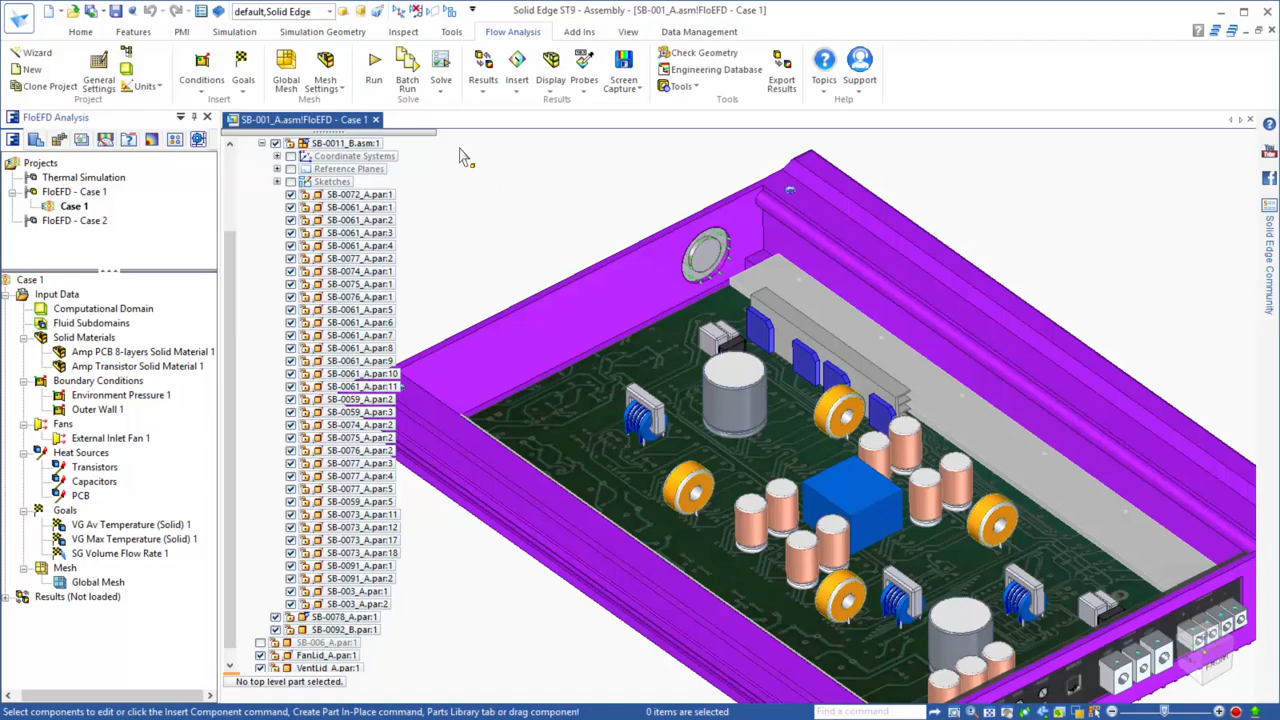 default,Solid Edge
Solid Edge ST9 - Assembly - [SB-001_A.asm!FloEFD - Case 1 ]
Home Features PMI Simulation Simulation Geometry Inspect Tools Flow Analysis Add Ins View Data Management
Wizard
New
Clone Project
General Settings
Units
Project
Conditions
Goals
Insert
Global Mesh
Mesh Settings
Mesh
Run
Batch Run
Solve
Solve
Results
Insert
Display
Probes
Screen Capture
Results
Check Geometry
Engineering Database
Tools
Export Results
Tools
Topics
Support
Help
FloEFD Analysis
SB-001_A.asm!FloEFD - Case 1
Projects
Thermal Simulation
FloEFD - Case 1
Case 1
FloEFD - Case 2
Case 1
Input Data
Computational Domain
Fluid Subdomains
Solid Materials
Amp PCB 8-layers Solid Material 1
Amp Transistor Solid Material 1
Boundary Conditions
Environment Pressure 1
Outer Wall 1
Fans
External Inlet Fan 1
Heat Sources
Transistors
Capacitors
PCB
Goals
VG Av Temperature (Solid) 1
VG Max Temperature (Solid) 1
SG Volume Flow Rate 1
Mesh
Global Mesh
Results (Not loaded)
SB-0011_B.asm:1
Coordinate Systems
Reference Planes
Sketches
SB-0072_A.par:1
SB-0061_A.par:1
SB-0061_A.par:2
SB-0061_A.par:3
SB-0061_A.par:4
SB-0077_A.par:2
SB-0074_A.par:1
SB-0075_A.par:1
SB-0076_A.par:1
SB-0061_A.par:5
SB-0061_A.par:6
SB-0061_A.par:7
SB-0061_A.par:8
SB-0061_A.par:9
SB-0061_A.par:10
SB-0061_A.par:11
SB-0059_A.par:2
SB-0059_A.par:3
SB-0074_A.par:2
SB-0075_A.par:2
SB-0076_A.par:2
SB-0077_A.par:3
SB-0077_A.par:4
SB-0077_A.par:5
SB-0059_A.par:5
SB-0073_A.par:11
SB-0073_A.par:12
SB-0073_A.par:17
SB-0073_A.par:18
SB-0091_A.par:1
SB-0091_A.par:2
SB-003_A.par:1
SB-003_A.par:2
SB-0078_A.par:1
SB-0092_B.par:1
SB-006_A.par:1
FanLid_A.par:1
VentLid_A.par:1
No top level part selected.
You Tube
Solid Edge Community
Select components to edit or click the Insert Component command, Create Part In-Place command, Parts Library tab or drag component
0 items are selected
Find a command